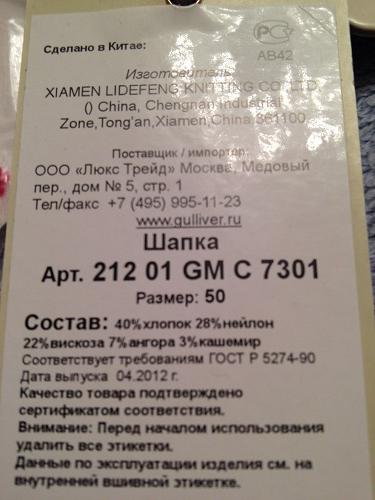 Сделано в Китае:
РСТ
АВ42
Изготовитель:
XIAMEN LIDEFENG KNITTING CO. LTD
() China, Chengnan Industrial
Zone,Tong'an,Xiamen,China 361100
Поставщик / импортер:
ООО «Люкс Трейд» Москва, Медовый
пер., дом № 5, стр. 1
Тел/факс +7 (495) 995-11-23
www.gulliver.ru
Шапка
Арт. 212 01 GM C 7301
Размер: 50
Состав: 40%хлопок 28%нейлон
22%вискоза 7%ангора 3%кашемир
Соответствует требованиям ГОСТ Р 5274-90
Дата выпуска 04.2012 г.
Качество товара подтверждено
сертификатом соответствия.
Внимание: Перед началом использования
удалить все этикетки.
Данные по эксплуатации изделия см. на
внутренней вшивной этикетке.